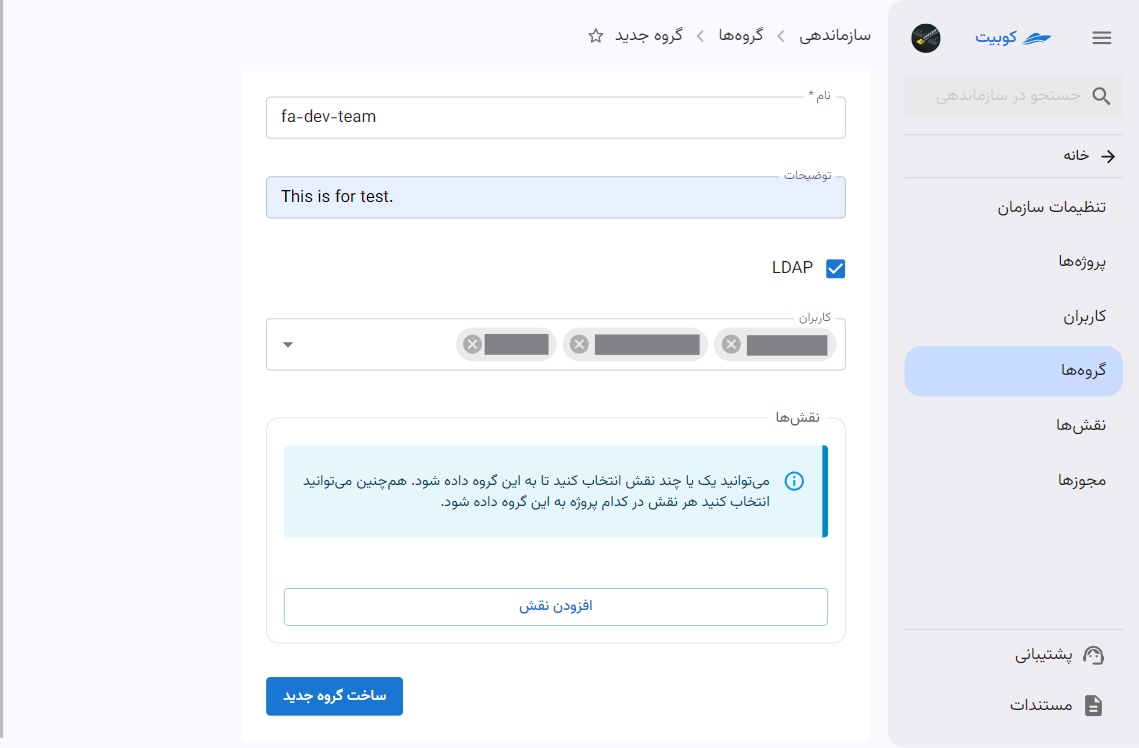 کوبیت
جستجو در سازماندهی
خانه
تنظیمات سازمان
پروژه‌ها
کاربران
گروه‌ها
نقش‌ها
مجوزها
پشتیبانی
مستندات
سازماندهی
گروه‌ها
گروه جدید
نام *
fa-dev-team
توضیحات
This is for test.
LDAP
کاربران
نقش‌ها
می‌توانید یک یا چند نقش انتخاب کنید تا به این گروه داده شود. هم‌چنین می‌توانید
انتخاب کنید هر نقش در کدام پروژه به این گروه داده شود.
افزودن نقش
ساخت گروه جدید